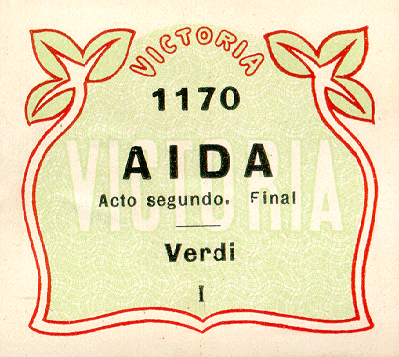 VICTORIA
1170
VICTORIA
AIDA
Acto segundo. Final
Verdi
I